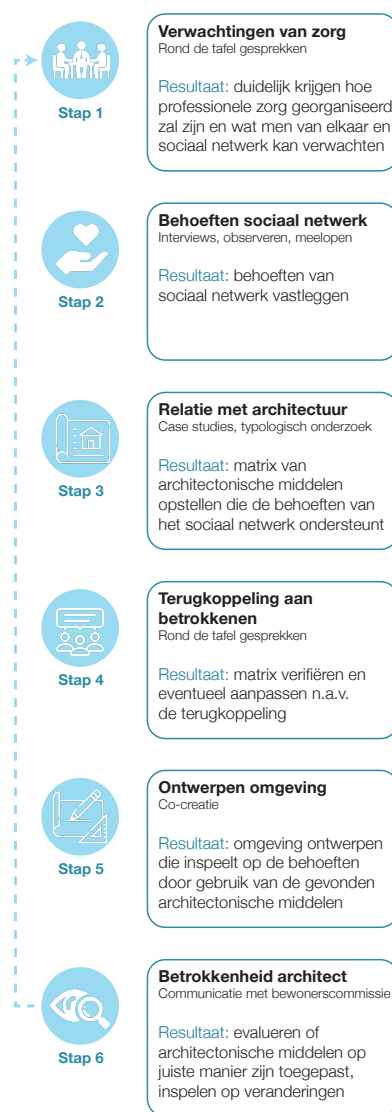 Stap 1
Verwachtingen van zorg
Rond de tafel gesprekken
Resultaat: duidelijk krijgen hoe
professionele zorg georganiseerd
zal zijn en wat men van elkaar en
sociaal netwerk kan verwachten
Stap 2
Behoeften sociaal netwerk
Interviews, observeren, meelopen
Resultaat: behoeften van
sociaal netwerk vastleggen
Stap 3
Relatie met architectuur
Case studies, typologisch onderzoek
Resultaat: matrix van
architectonische middelen
opstellen die de behoeften van
het sociaal netwerk ondersteunt
Stap 4
Terugkoppeling aan
betrokkenen
Rond de tafel gesprekken
Resultaat: matrix verifiëren en
eventueel aanpassen n.a.v.
de terugkoppeling
Stap 5
Ontwerpen omgeving
Co-creatie
Resultaat: omgeving ontwerpen
die inspeelt op de behoeften
door gebruik van de gevonden
architectonische middelen
Stap 6
Betrokkenheid architect
Communicatie met bewonerscommissie
Resultaat: evalueren of
architectonische middelen op
juiste manier zijn toegepast,
inspelen op veranderingen